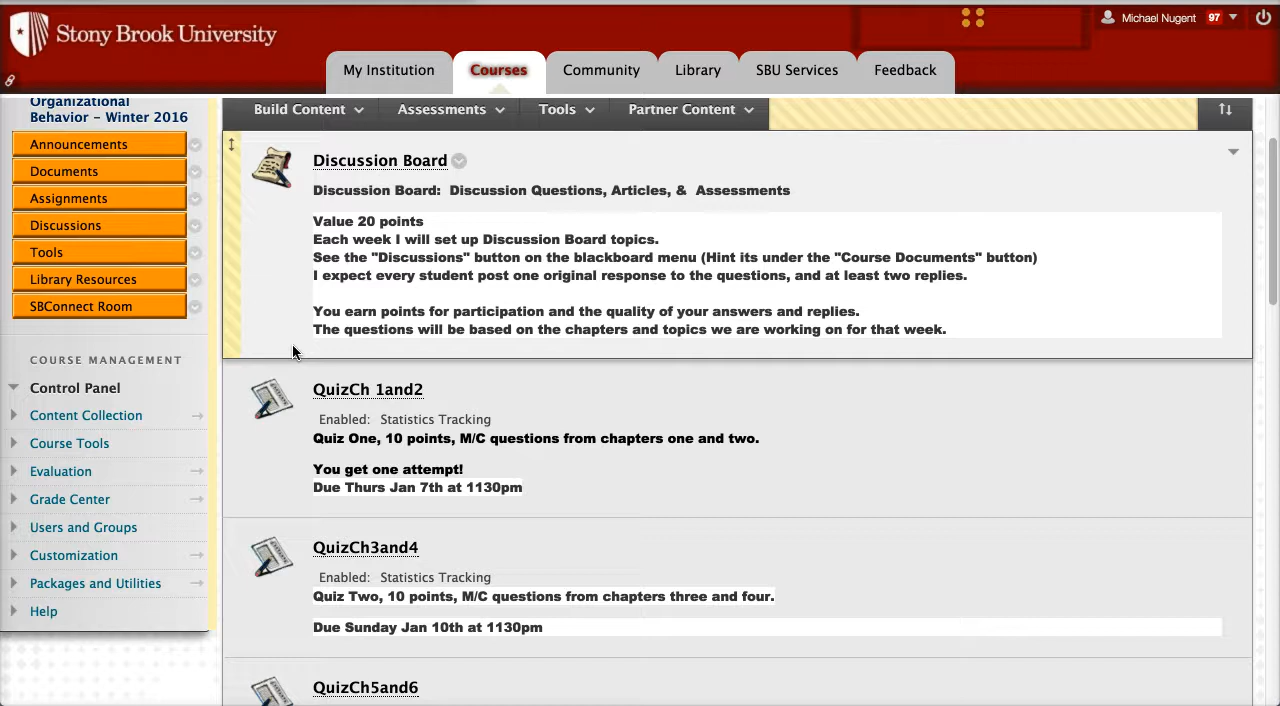 Stony Brook University
Michael Nugent 97
My Institution
Courses
Community
Library
SBU Services
Feedback
Organizational
Behavior – Winter 2016
Announcements
Documents
Assignments
Discussions
Tools
Library Resources
SBConnect Room
COURSE MANAGEMENT
Control Panel
Content Collection
Course Tools
Evaluation
Grade Center
Users and Groups
Customization
Packages and Utilities
Help
Build Content
Assessments
Tools
Partner Content
Discussion Board
Discussion Board: Discussion Questions, Articles, & Assessments
Value 20 points
Each week I will set up Discussion Board topics.
See the "Discussions" button on the blackboard menu (Hint its under the "Course Documents" button)
I expect every student post one original response to the questions, and at least two replies.
You earn points for participation and the quality of your answers and replies.
The questions will be based on the chapters and topics we are working on for that week.
QuizCh 1and2
Enabled: Statistics Tracking
Quiz One, 10 points, M/C questions from chapters one and two.
You get one attempt!
Due Thurs Jan 7th at 1130pm
QuizCh3and4
Enabled: Statistics Tracking
Quiz Two, 10 points, M/C questions from chapters three and four.
Due Sunday Jan 10th at 1130pm
QuizCh5and6